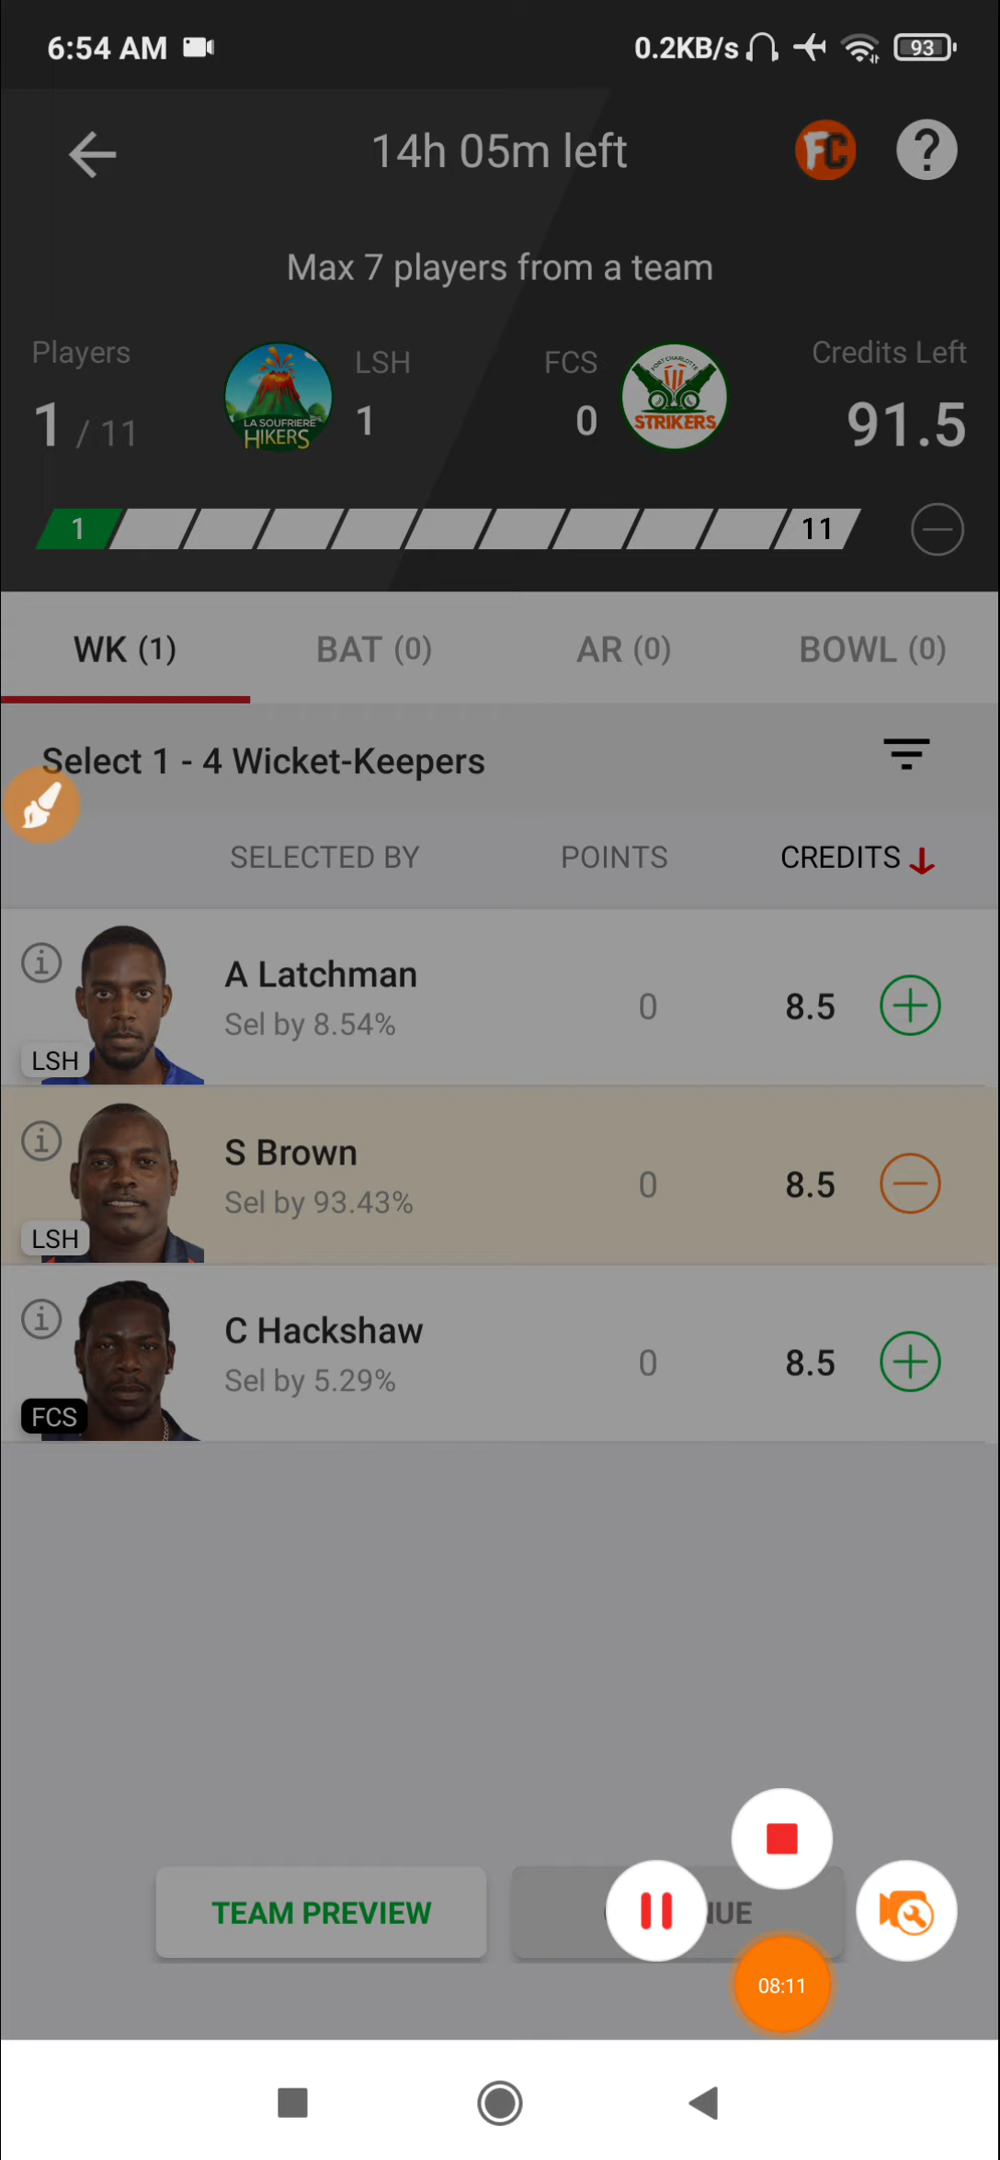 6:54 AM 0.2KB/s 93
14h 05m left FC ?
Max 7 players from a team
Players LSH FCS Credits Left
1 / 11 1 0 91.5
LA SOUFRIERE
HIKERS
FORT CHARLOTTE
STRIKERS
1 11
WK (1) BAT (0) AR (0) BOWL (0)
Select 1 - 4 Wicket-Keepers
SELECTED BY POINTS CREDITS
A Latchman
Sel by 8.54% 0 8.5
LSH
S Brown
Sel by 93.43% 0 8.5
LSH
C Hackshaw
Sel by 5.29% 0 8.5
FCS
TEAM PREVIEW NUE
08:11